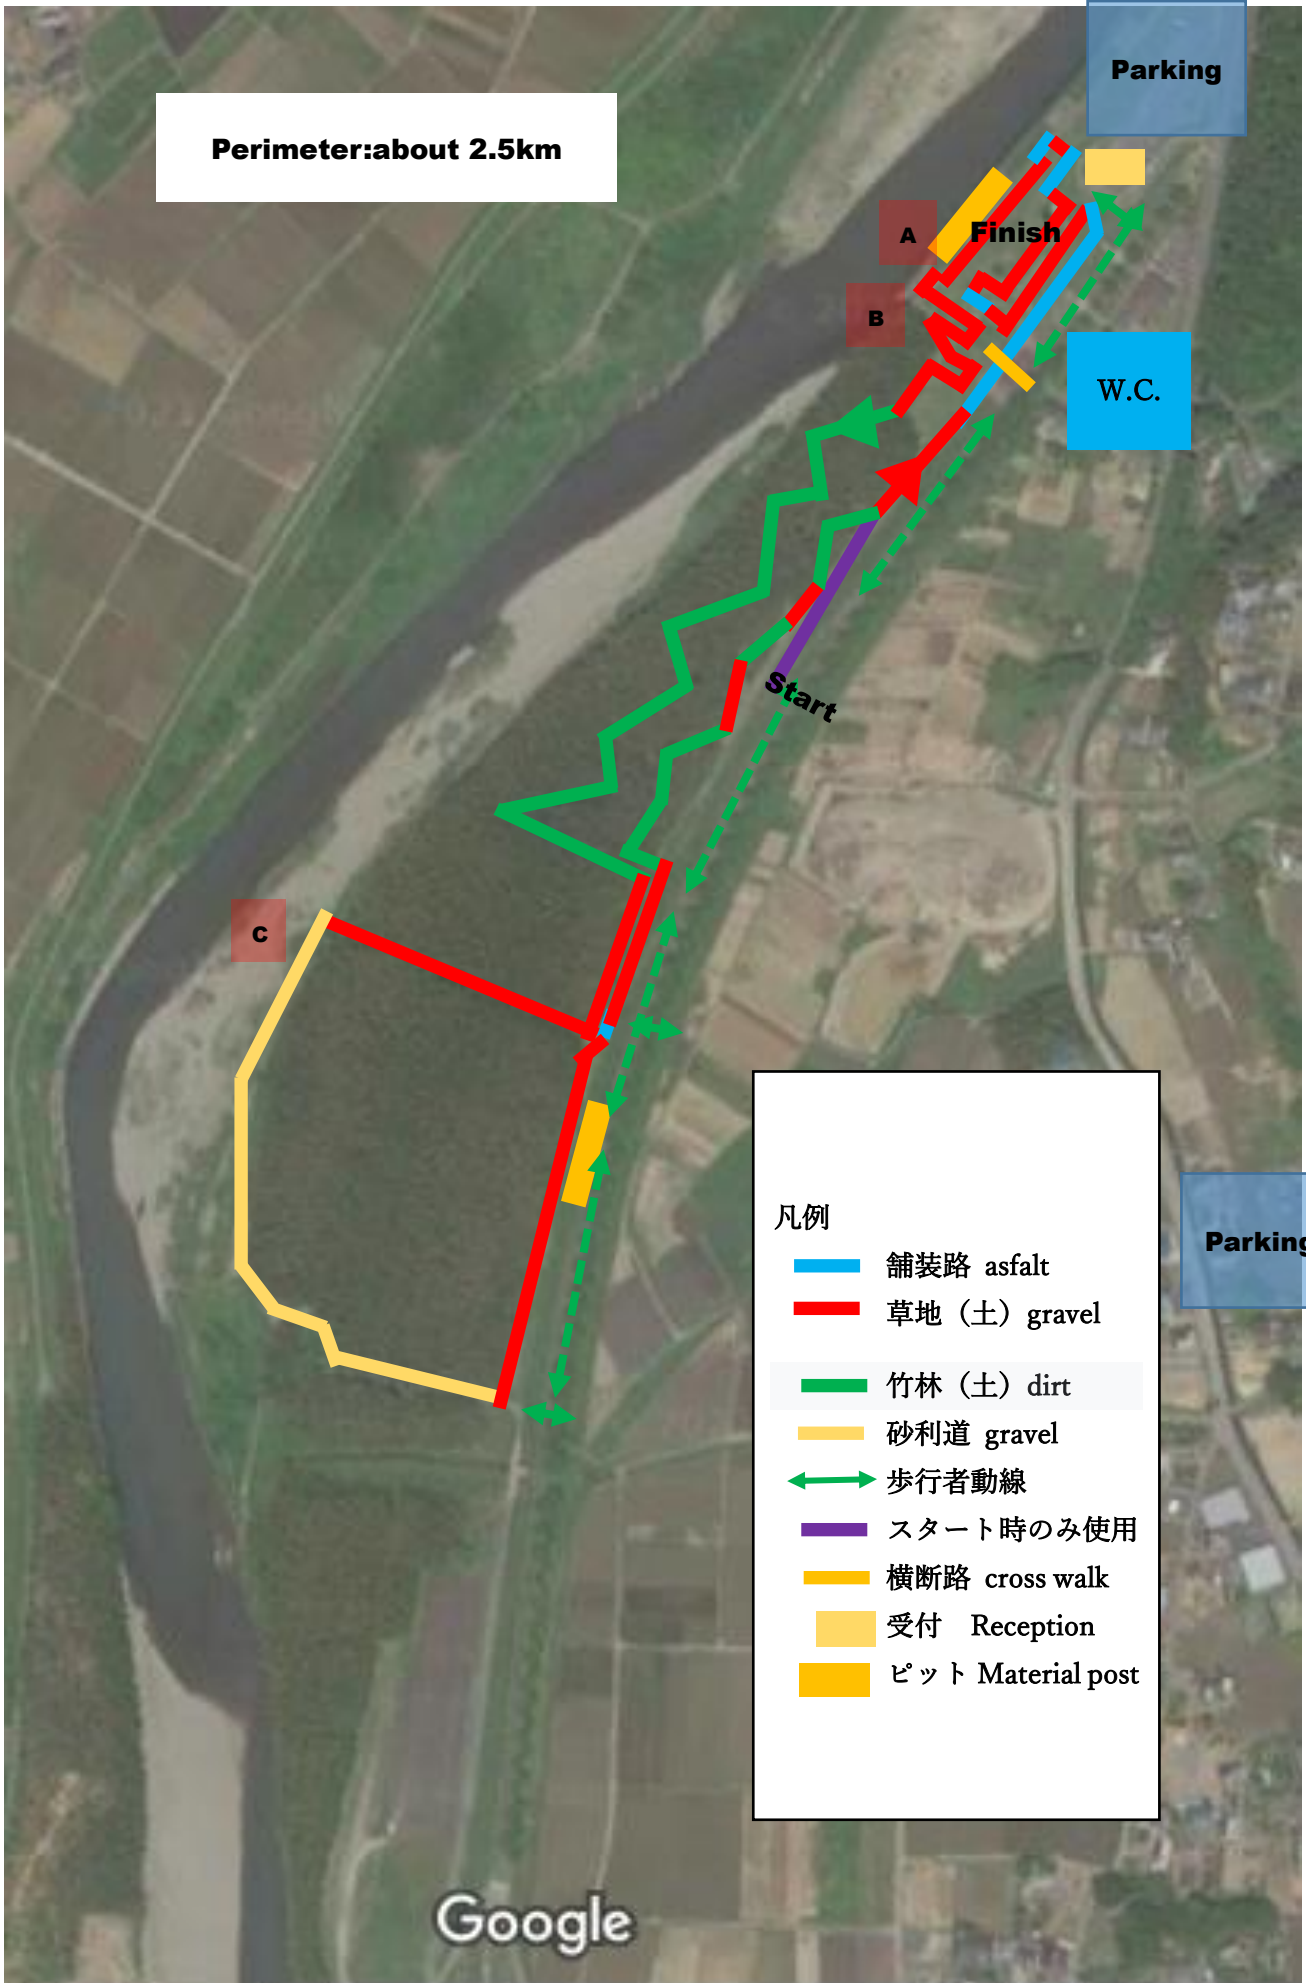 Parking
Perimeter:about 2.5km
A
Finish
B
W.C.
Start
C
Parking
凡例
舗装路 asfalt
草地（土）gravel
竹林（土）dirt
砂利道 gravel
歩行者動線
スタート時のみ使用
横断路 cross walk
受付　Reception
ピット Material post
Google